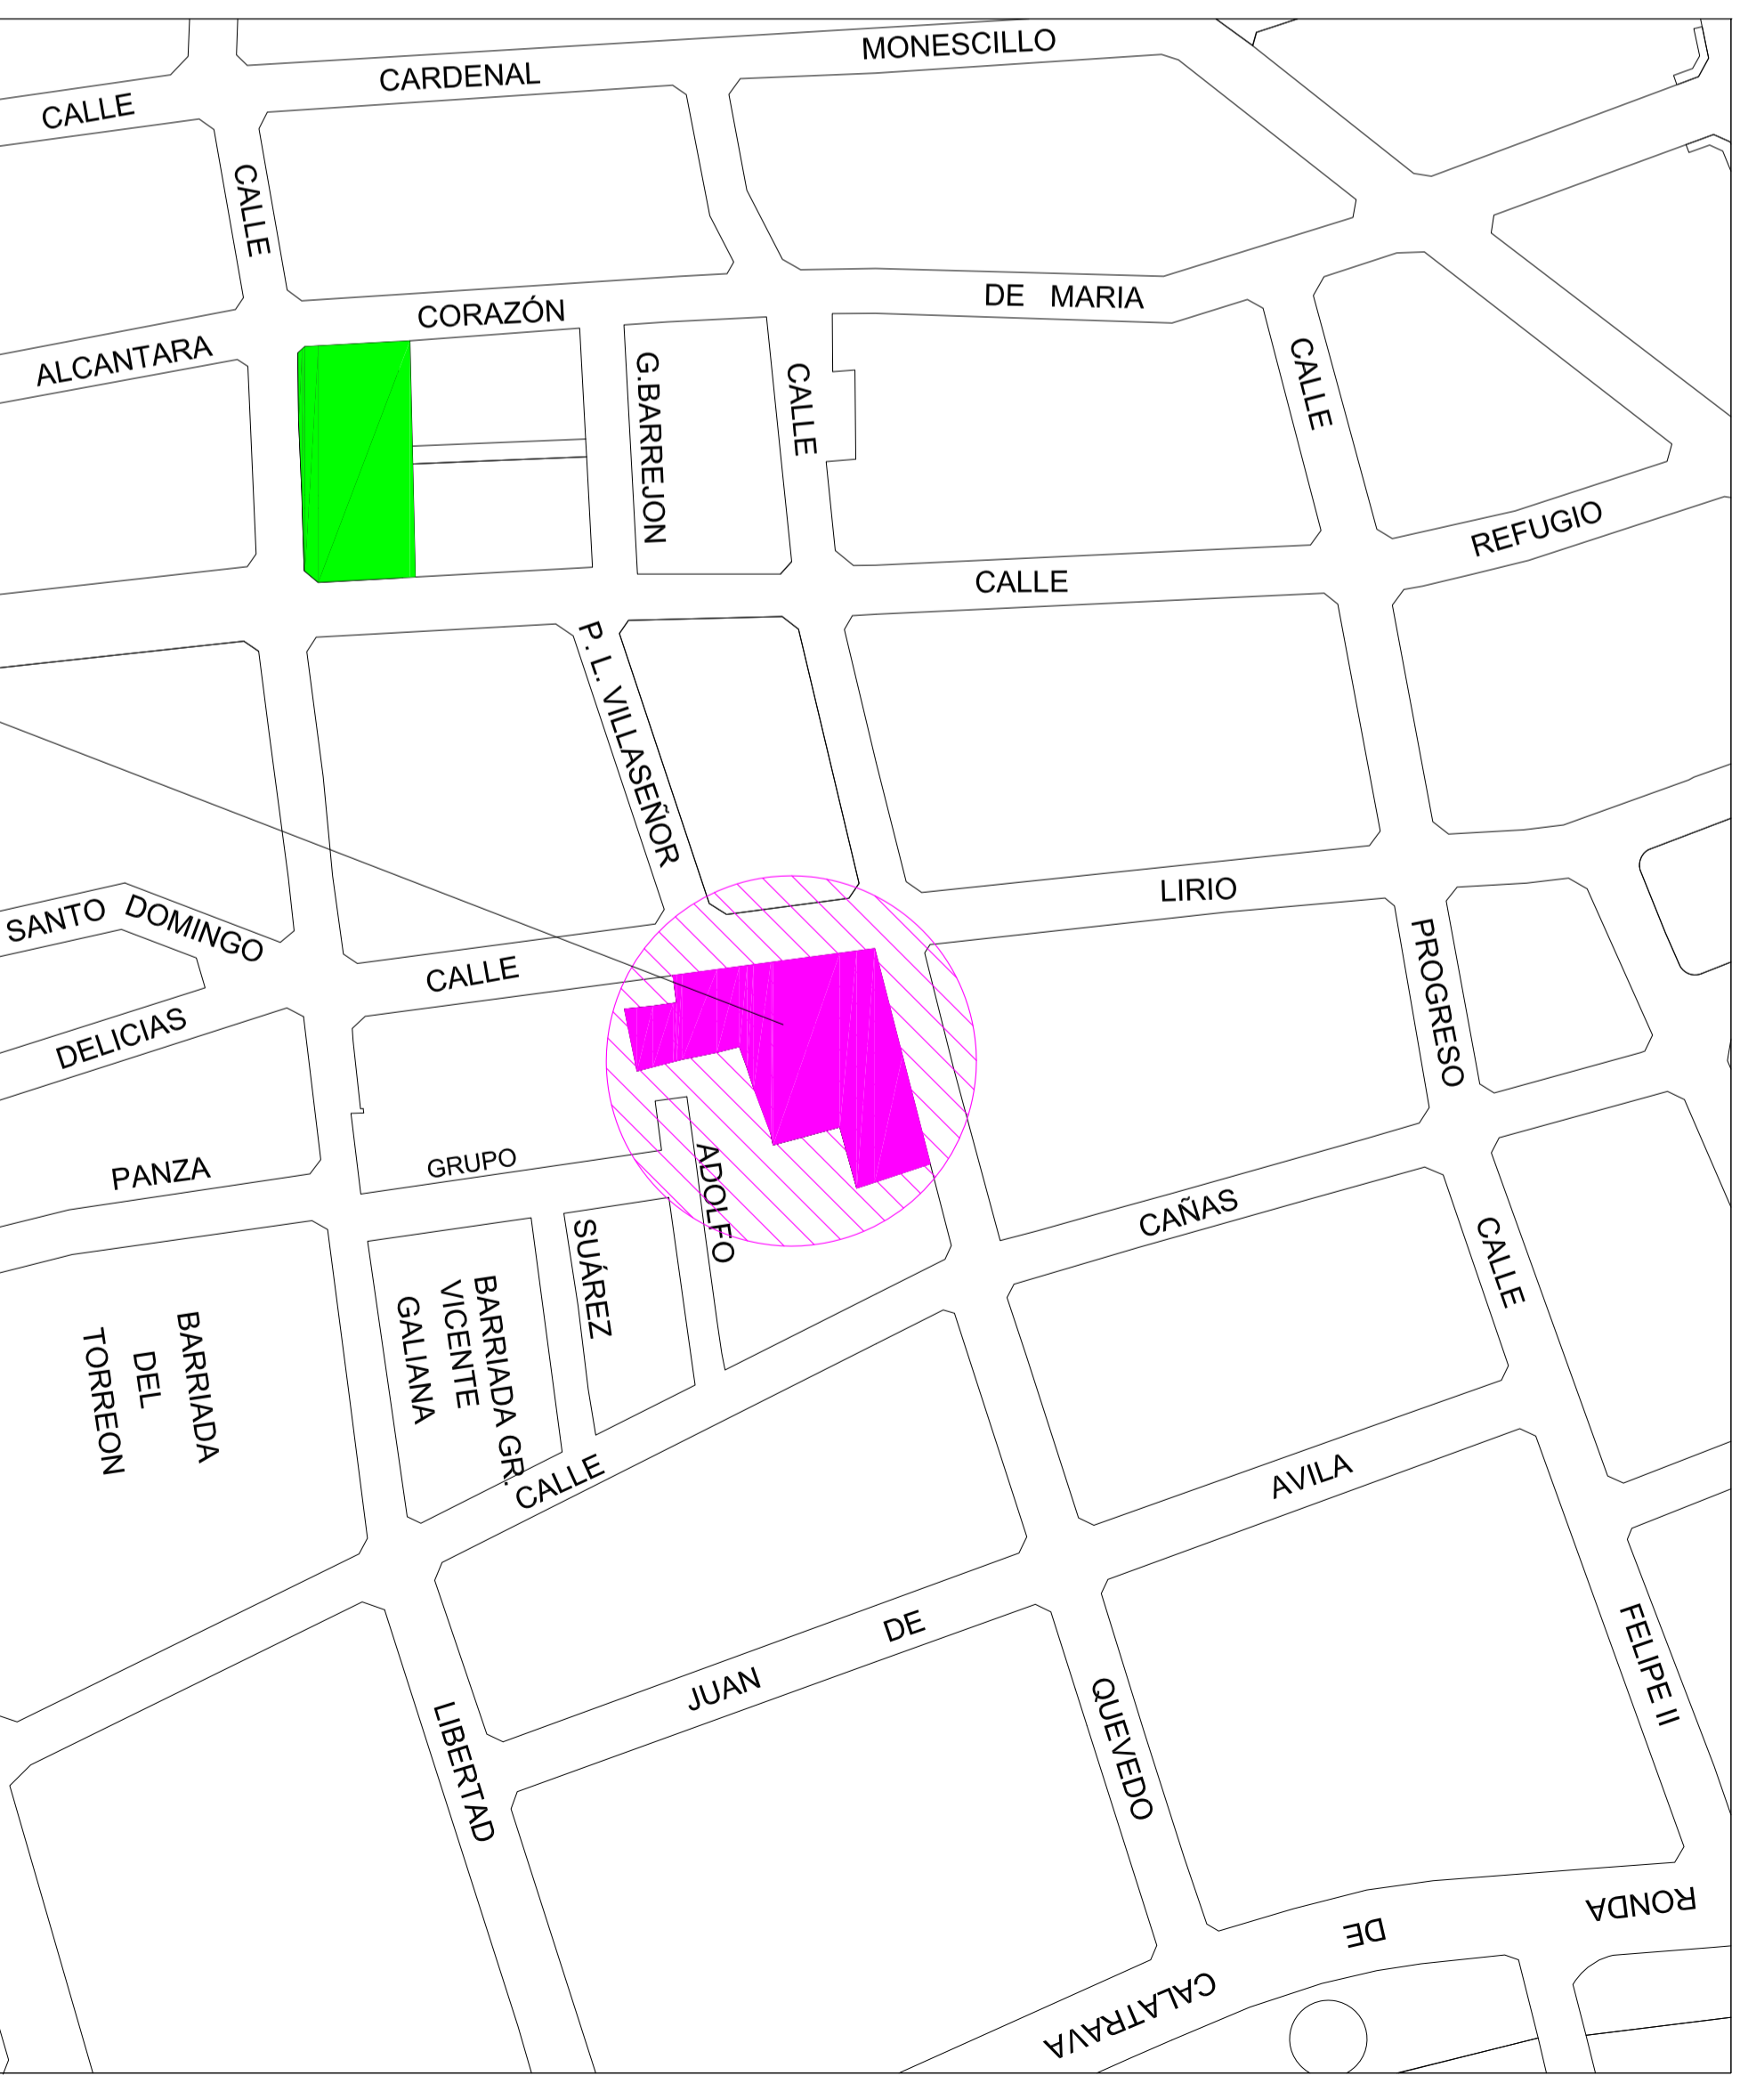 MONESCILLO
CARDENAL
CALLE
CALLE
CORAZÓN
DE MARIA
ALCANTARA
G.BARREJON
CALLE
CALLE
REFUGIO
CALLE
P. L. VILLASEÑOR
LIRIO
SANTO DOMINGO
CALLE
PROGRESO
DELICIAS
PANZA
GRUPO
ADOLFO
SUÁREZ
CAÑAS
CALLE
BARRIADA
DEL
TORREON
BARRIADA GR.
VICENTE
GALIANA
CALLE
AVILA
DE
JUAN
QUEVEDO
FELIPE II
LIBERTAD
RONDA
DE
CALATRAVA